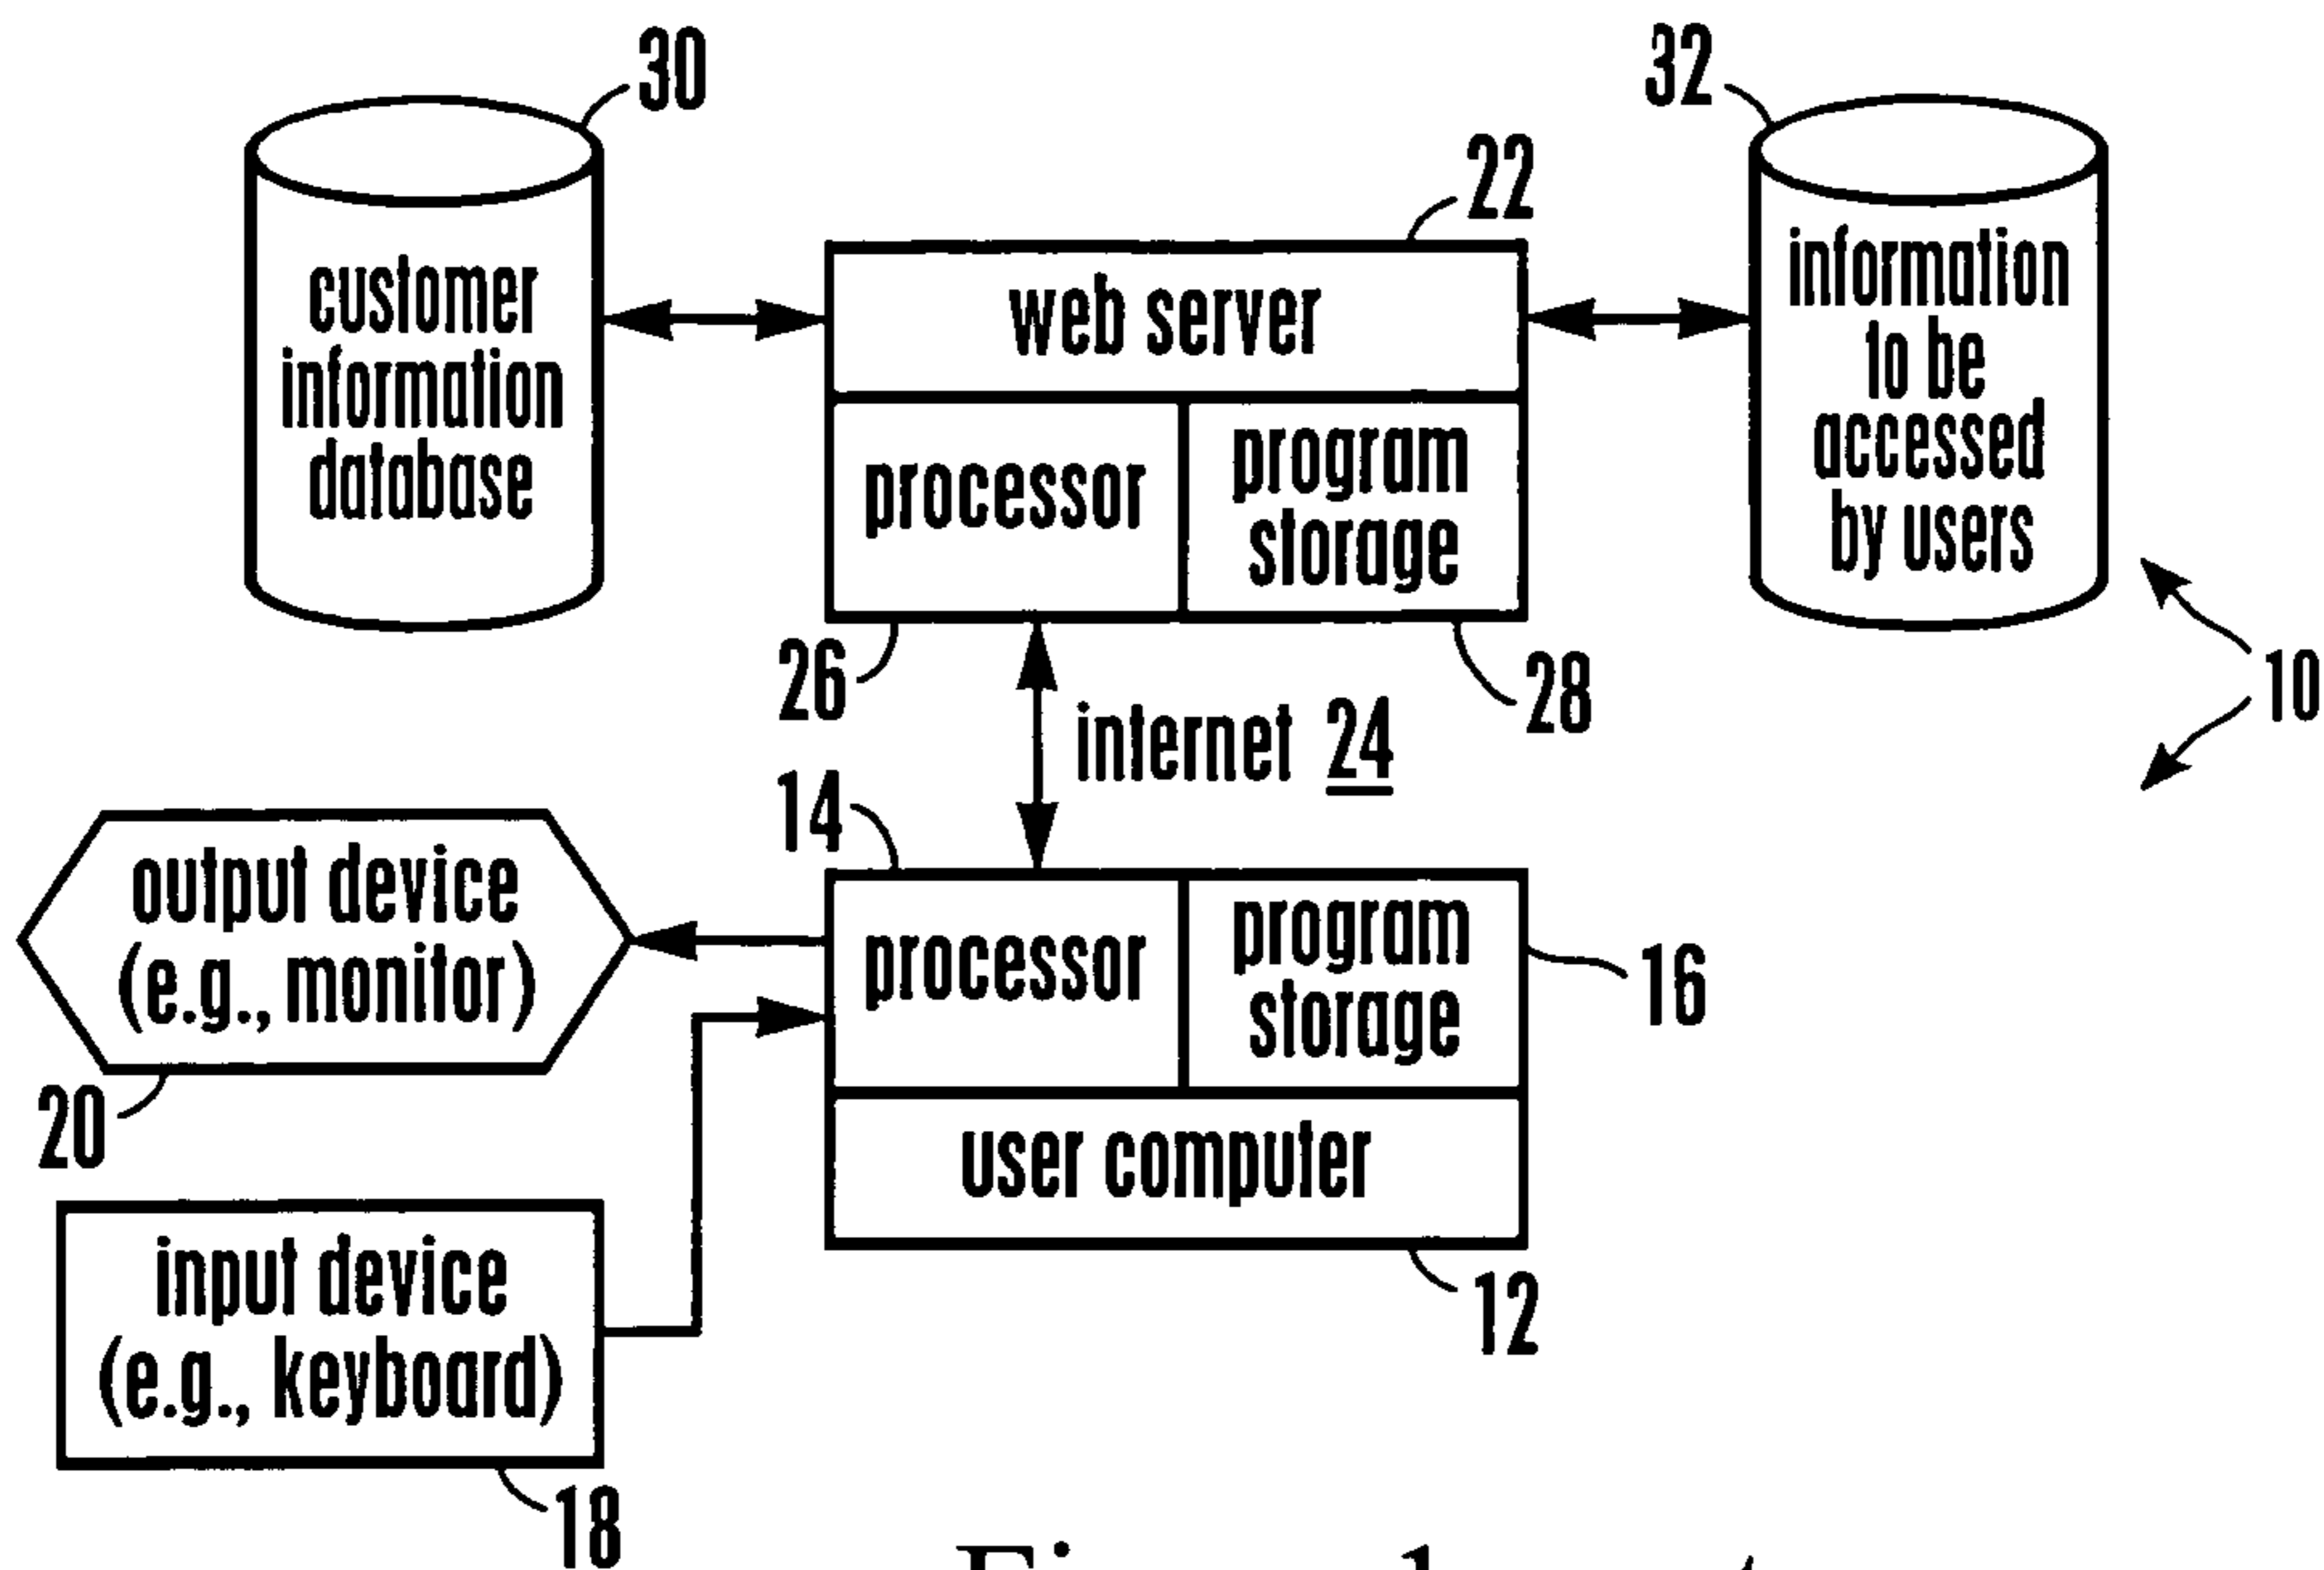 30
32
22
customer
information
database
web server
information
to be
accessed
by users
processor
program
storage
26
28
10
internet 24
14
output device
(e.g., monitor)
processor
program
storage
16
20
user computer
input device
(e.g., keyboard)
12
18